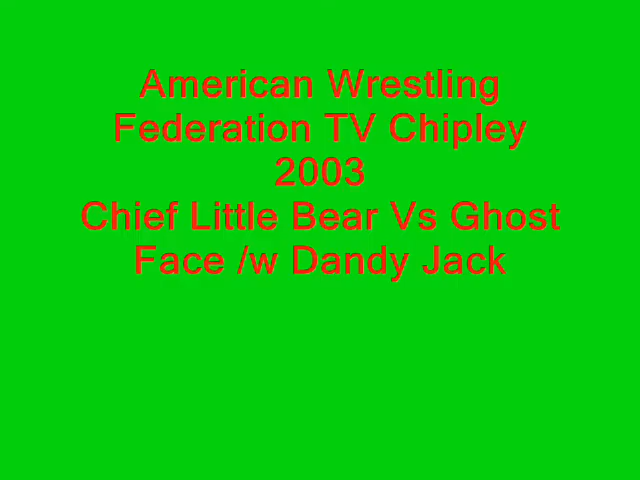 American Wrestling
Federation TV Chipley
2003
Chief Little Bear Vs Ghost
Face /w Dandy Jack